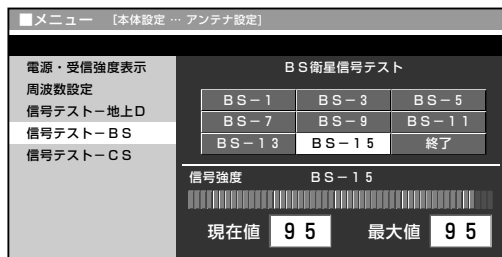 ■メニュー [本体設定 … アンテナ設定]
電源・受信強度表示
周波数設定
信号テストー地上D
信号テストーBS
信号テストーCS
BS衛星信号テスト
BS－1 BS－3 BS－5
BS－7 BS－9 BS－11
BS－13 BS－15 終了
信号強度 BS－15
現在値 95 最大値 95